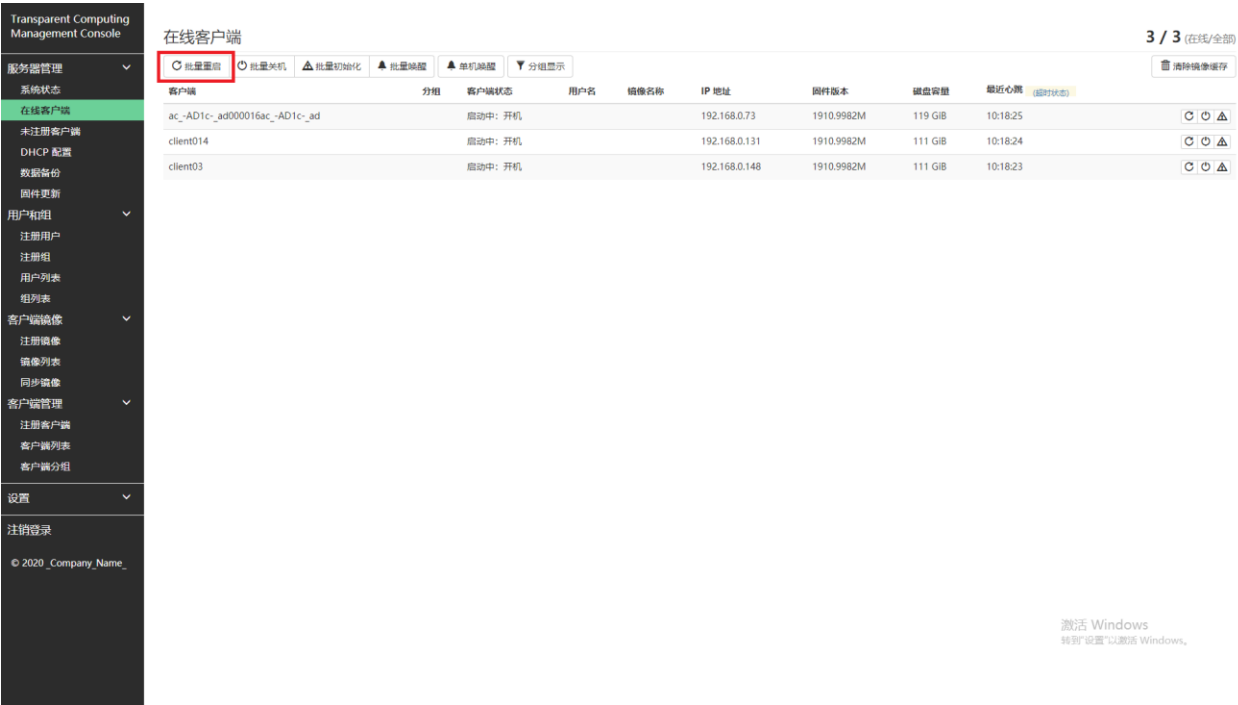 Transparent Computing
Management Console
服务器管理
系统状态
在线客户端
未注册客户端
DHCP 配置
数据备份
固件更新
用户和组
注册用户
注册组
用户列表
组列表
客户端镜像
注册镜像
镜像列表
同步镜像
客户端管理
注册客户端
客户端列表
客户端分组
设置
注销登录
© 2020 _Company_Name_
在线客户端
3 / 3 (在线/全部)
批量重启 批量关机 批量初始化 批量唤醒 单机唤醒 分组显示 清除镜像缓存
客户端 分组 客户端状态 用户名 镜像名称 IP 地址 固件版本 磁盘容量 最近心跳 (超时状态)
ac_-AD1c-_ad000016ac_-AD1c-_ad 启动中：开机 192.168.0.73 1910.9982M 119 GiB 10:18:25
client014 启动中：开机 192.168.0.131 1910.9982M 111 GiB 10:18:24
client03 启动中：开机 192.168.0.148 1910.9982M 111 GiB 10:18:23
激活 Windows
转到"设置"以激活 Windows。